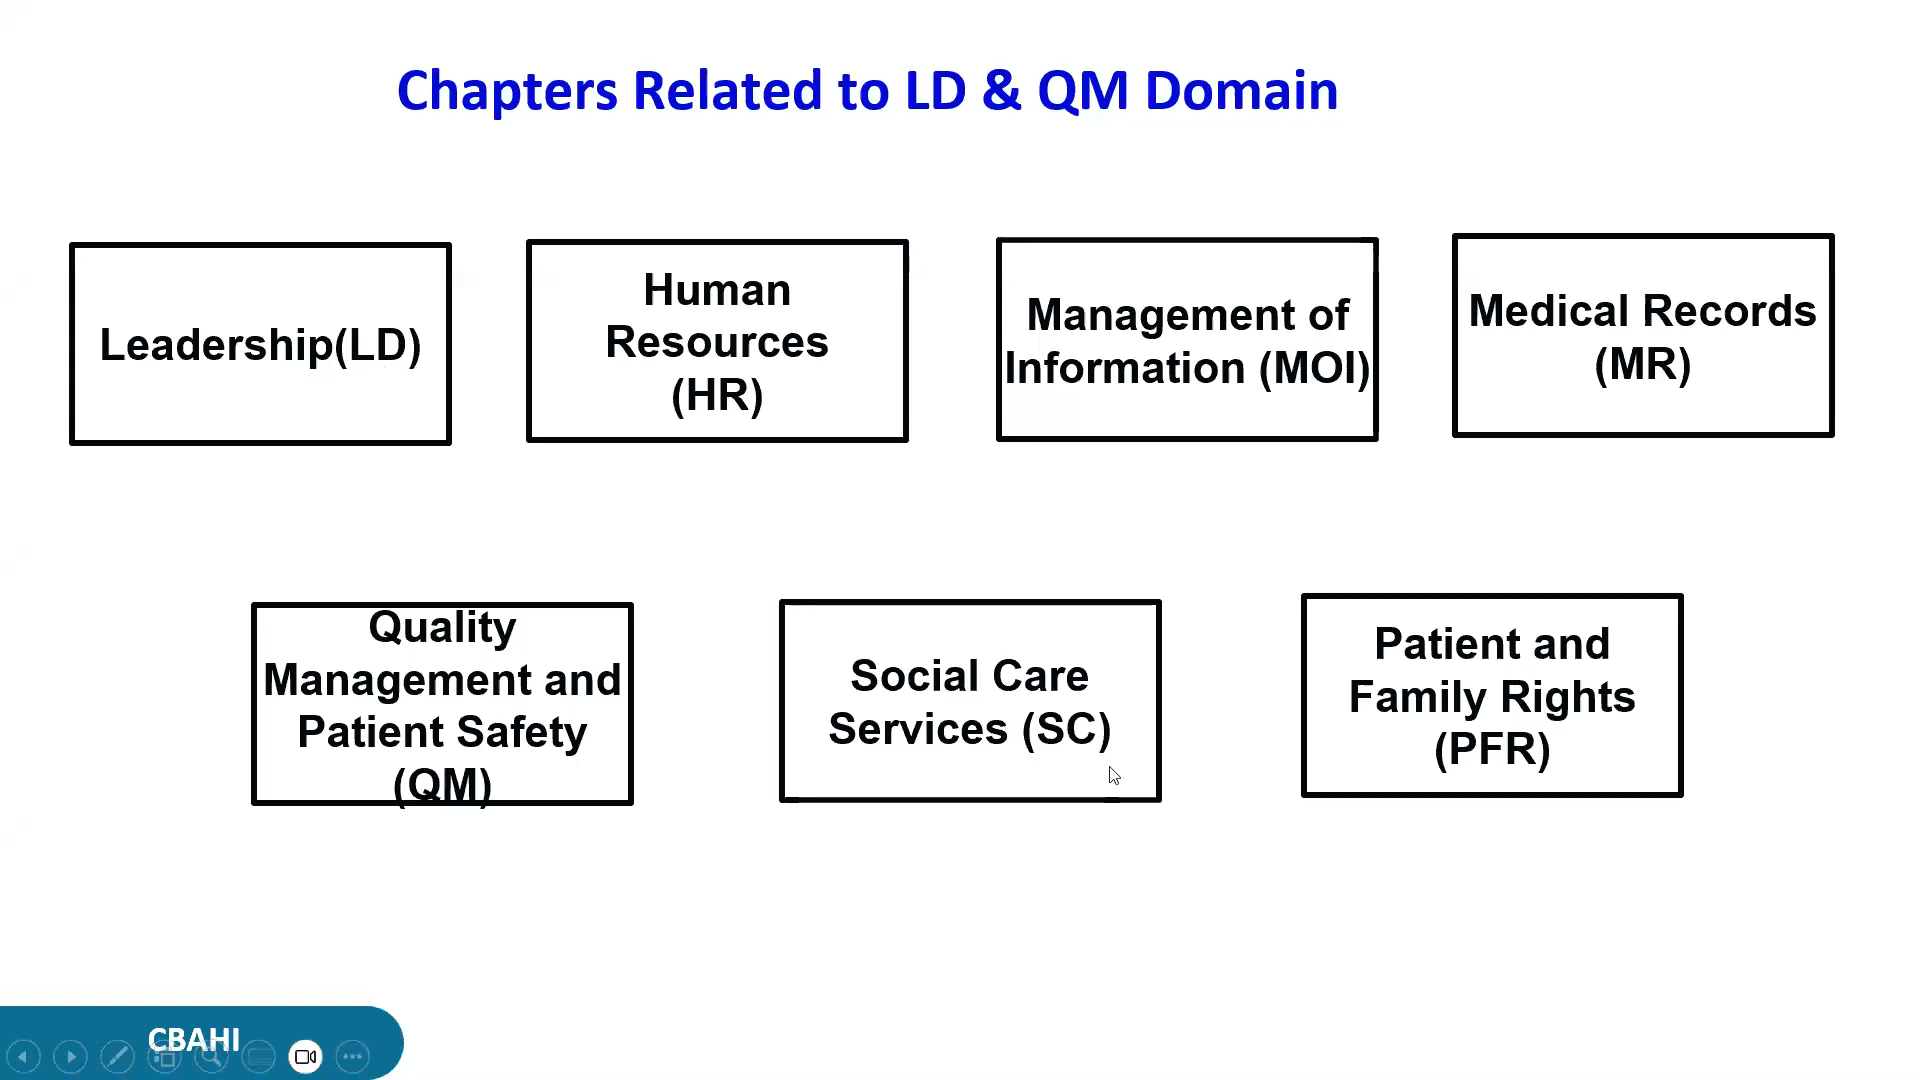 Chapters Related to LD & QM Domain
Leadership(LD)
Human
Resources
(HR)
Management of
Information (MOI)
Medical Records
(MR)
Quality
Management and
Patient Safety
(QM)
Social Care
Services (SC)
Patient and
Family Rights
(PFR)
CBAHI